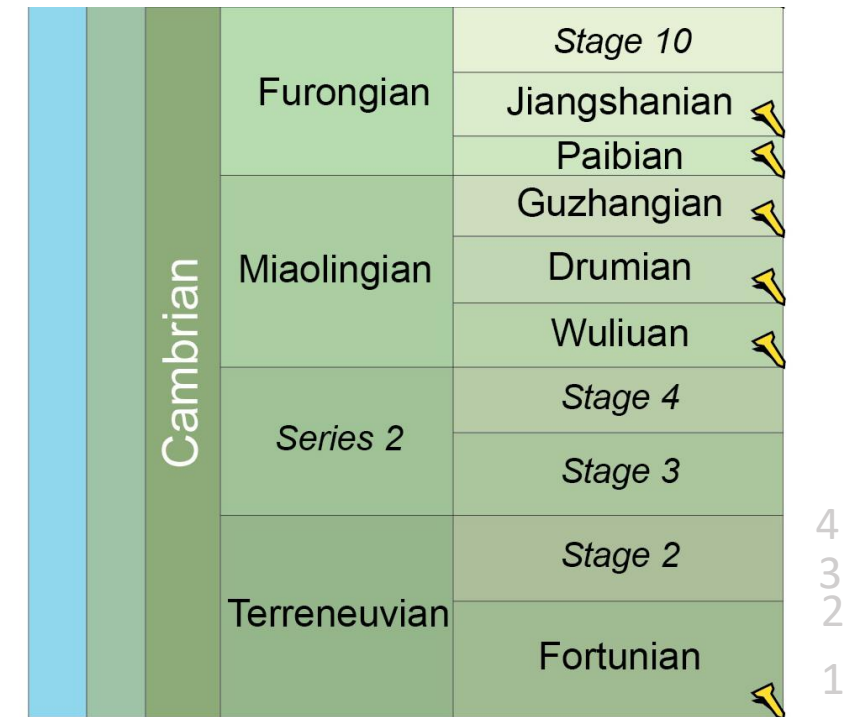 Cambrian
Furongian
Miaolingian
Series 2
Terreneuvian
Stage 10
Jiangshanian
Paibian
Guzhangian
Drumian
Wuliuan
Stage 4
Stage 3
Stage 2
Fortunian
4
3
2
1